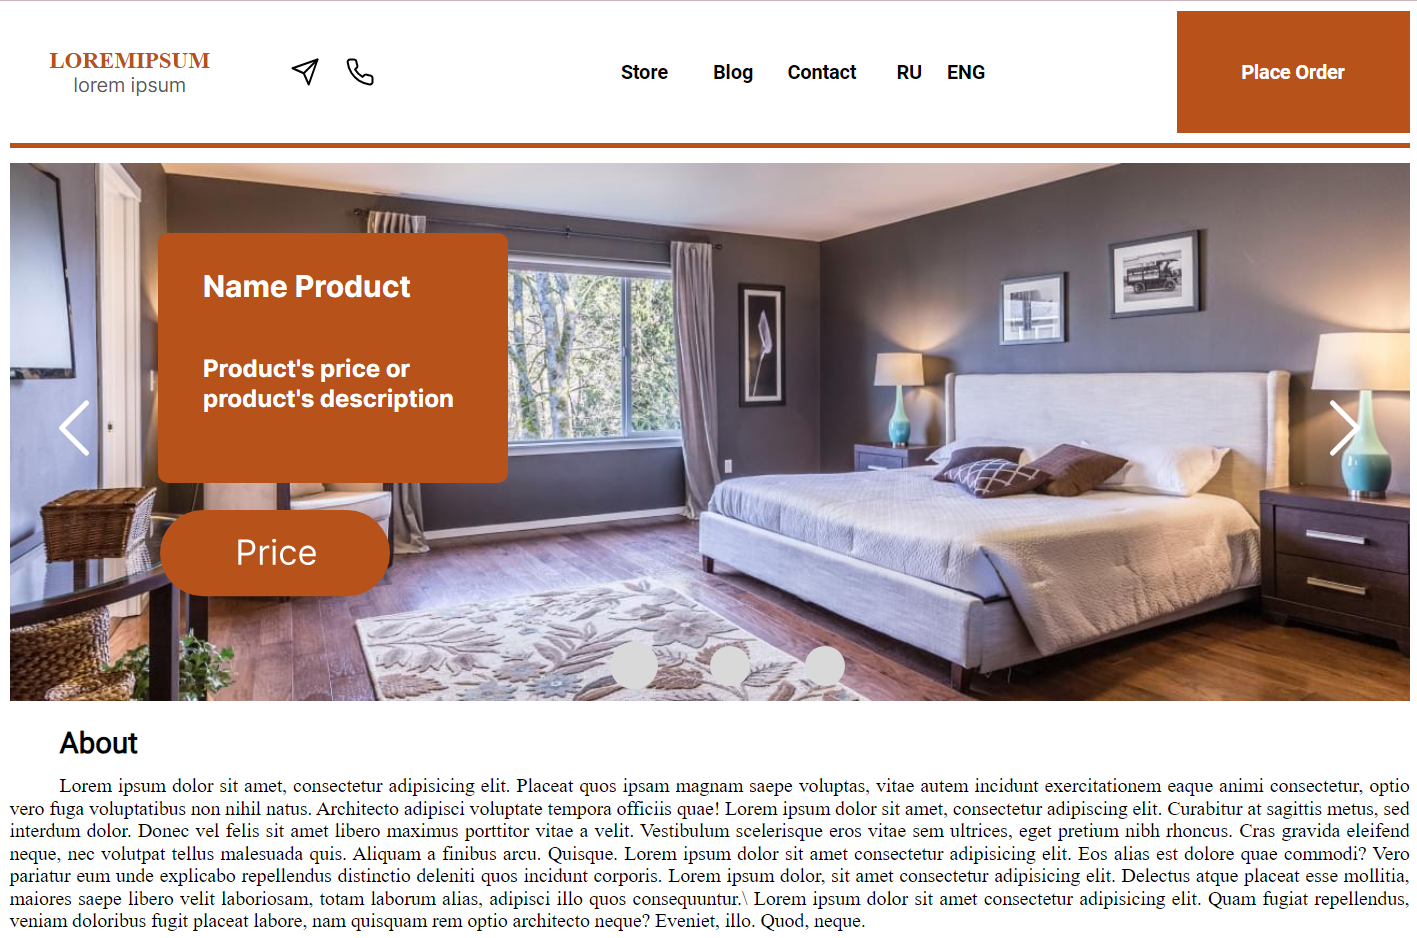 LOREMIPSUM
lorem ipsum
Store Blog Contact RU ENG
Place Order
Name Product
Product's price or
product's description
Price
About
Lorem ipsum dolor sit amet, consectetur adipisicing elit. Placeat quos ipsam magnam saepe voluptas, vitae autem incidunt exercitationem eaque animi consectetur, optio
vero fuga voluptatibus non nihil natus. Architecto adipisci voluptate tempora officiis quae! Lorem ipsum dolor sit amet, consectetur adipiscing elit. Curabitur at sagittis metus, sed
interdum dolor. Donec vel felis sit amet libero maximus porttitor vitae a velit. Vestibulum scelerisque eros vitae sem ultrices, eget pretium nibh rhoncus. Cras gravida eleifend
neque, nec volutpat tellus malesuada quis. Aliquam a finibus arcu. Quisque. Lorem ipsum dolor sit amet consectetur adipisicing elit. Eos alias est dolore quae commodi? Vero
pariatur eum unde explicabo repellendus distinctio deleniti quos incidunt corporis. Lorem ipsum dolor, sit amet consectetur adipisicing elit. Delectus atque placeat esse mollitia,
maiores saepe libero velit laboriosam, totam laborum alias, adipisci illo quos consequuntur.\ Lorem ipsum dolor sit amet consectetur adipisicing elit. Quam fugiat repellendus,
veniam doloribus fugit placeat labore, nam quisquam rem optio architecto neque? Eveniet, illo. Quod, neque.